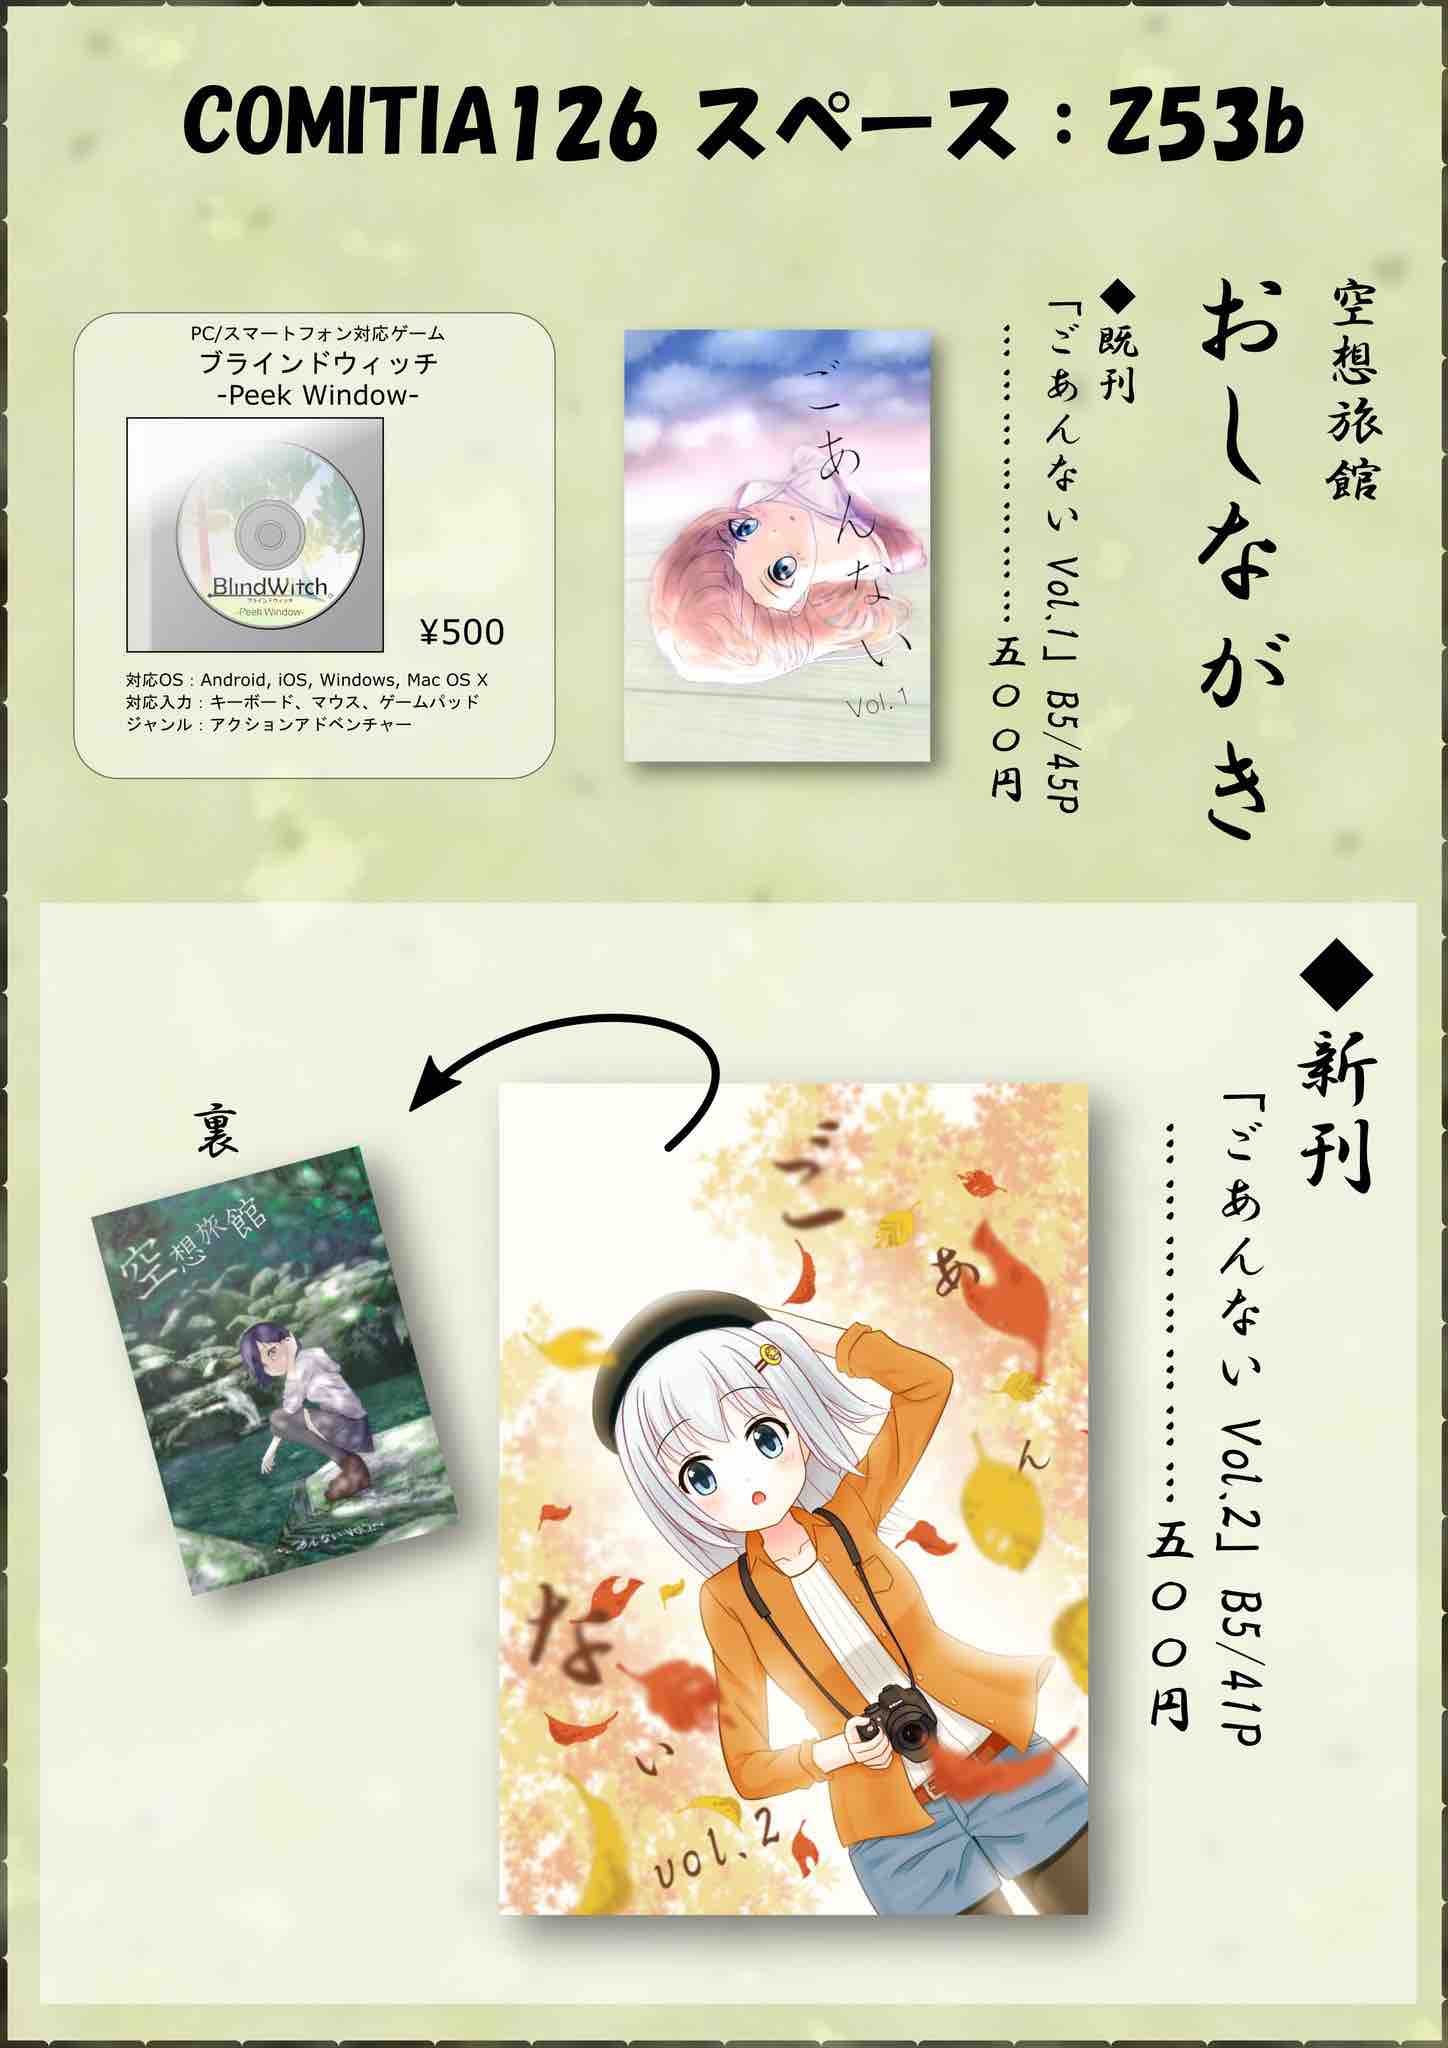 COMITIA126 スペース：Z53b
空想旅館
おしながき
◆既刊
「ごあんない Vol.1」B5/45P
………………五〇〇円
ごあんない
Vol.1
PC/スマートフォン対応ゲーム
ブラインドウィッチ
-Peek Window-
BlindWitch
ブラインドウィッチ
-Peek Window-
¥500
対応OS：Android, iOS, Windows, Mac OS X
対応入力：キーボード、マウス、ゲームパッド
ジャンル：アクションアドベンチャー
◆新刊
「ごあんない Vol.2」B5/41P
………………五〇〇円
ごあんない
vol.2
裏
空想旅館